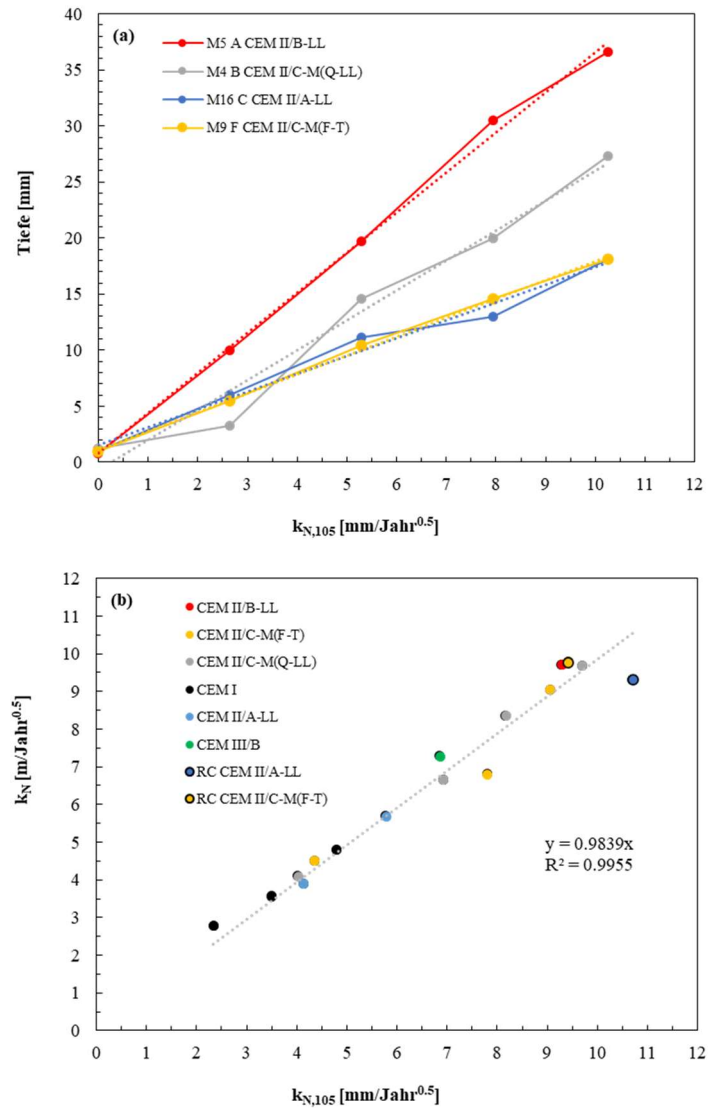 (a)
M5 A CEM II/B-LL
M4 B CEM II/C-M(Q-LL)
M16 C CEM II/A-LL
M9 F CEM II/C-M(F-T)
40
35
30
25
20
15
10
5
0
Tiefe [mm]
0 1 2 3 4 5 6 7 8 9 10 11 12
kN,105 [mm/Jahr0.5]
(b)
CEM II/B-LL
CEM II/C-M(F-T)
CEM II/C-M(Q-LL)
CEM I
CEM II/A-LL
CEM III/B
RC CEM II/A-LL
RC CEM II/C-M(F-T)
12
11
10
9
8
7
6
5
4
3
2
1
0
kN [m/Jahr0.5]
y = 0.9839x
R² = 0.9955
0 1 2 3 4 5 6 7 8 9 10 11 12
kN,105 [mm/Jahr0.5]